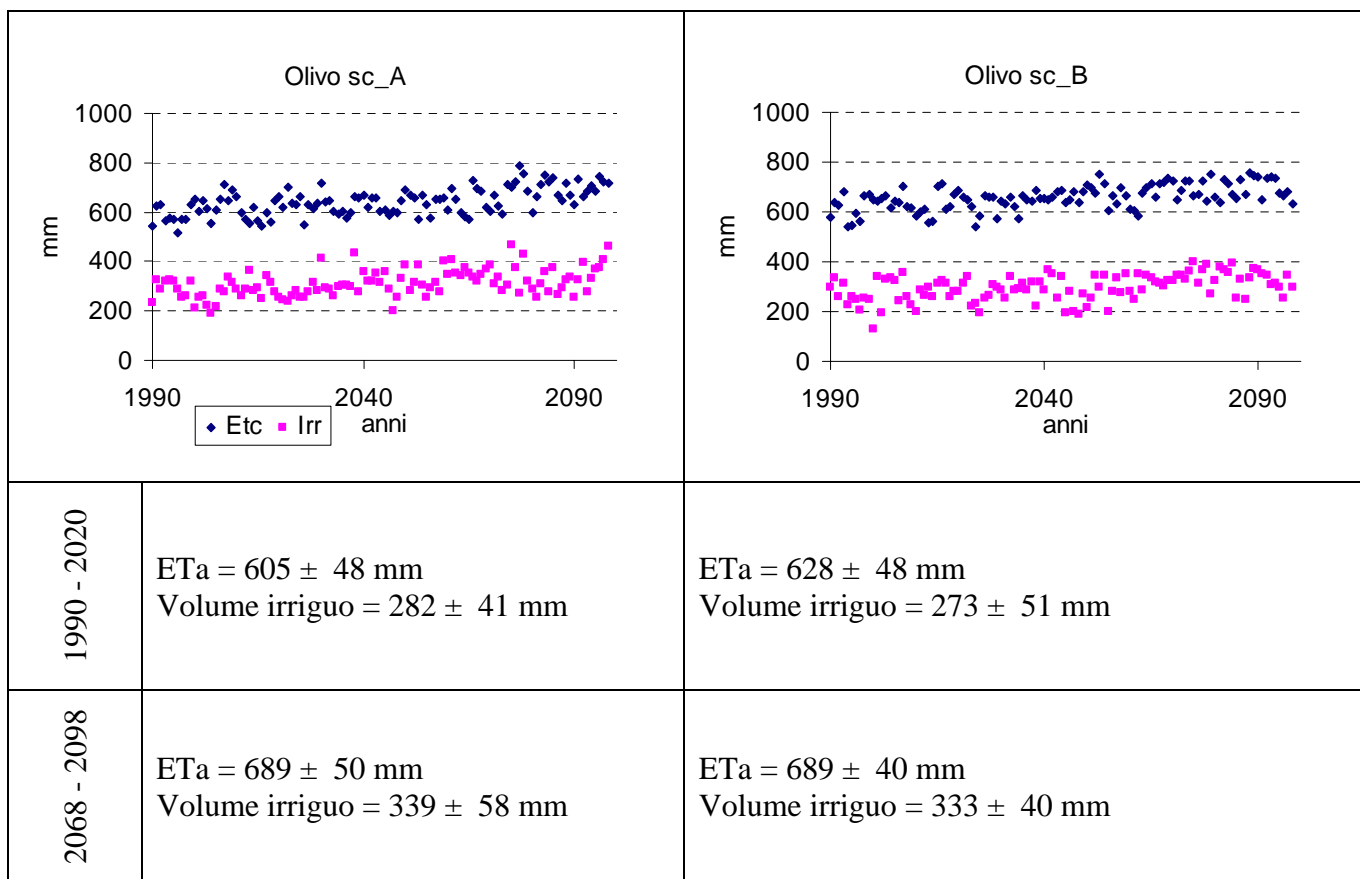 Olivo sc_A
1000
800
600
400
200
0
mm
1990
2040
2090
anni
Etc
Irr
Olivo sc_B
1000
800
600
400
200
0
mm
1990
2040
2090
anni
1990 - 2020
ETa = 605 ± 48 mm
Volume irriguo = 282 ± 41 mm
ETa = 628 ± 48 mm
Volume irriguo = 273 ± 51 mm
2068 - 2098
ETa = 689 ± 50 mm
Volume irriguo = 339 ± 58 mm
ETa = 689 ± 40 mm
Volume irriguo = 333 ± 40 mm